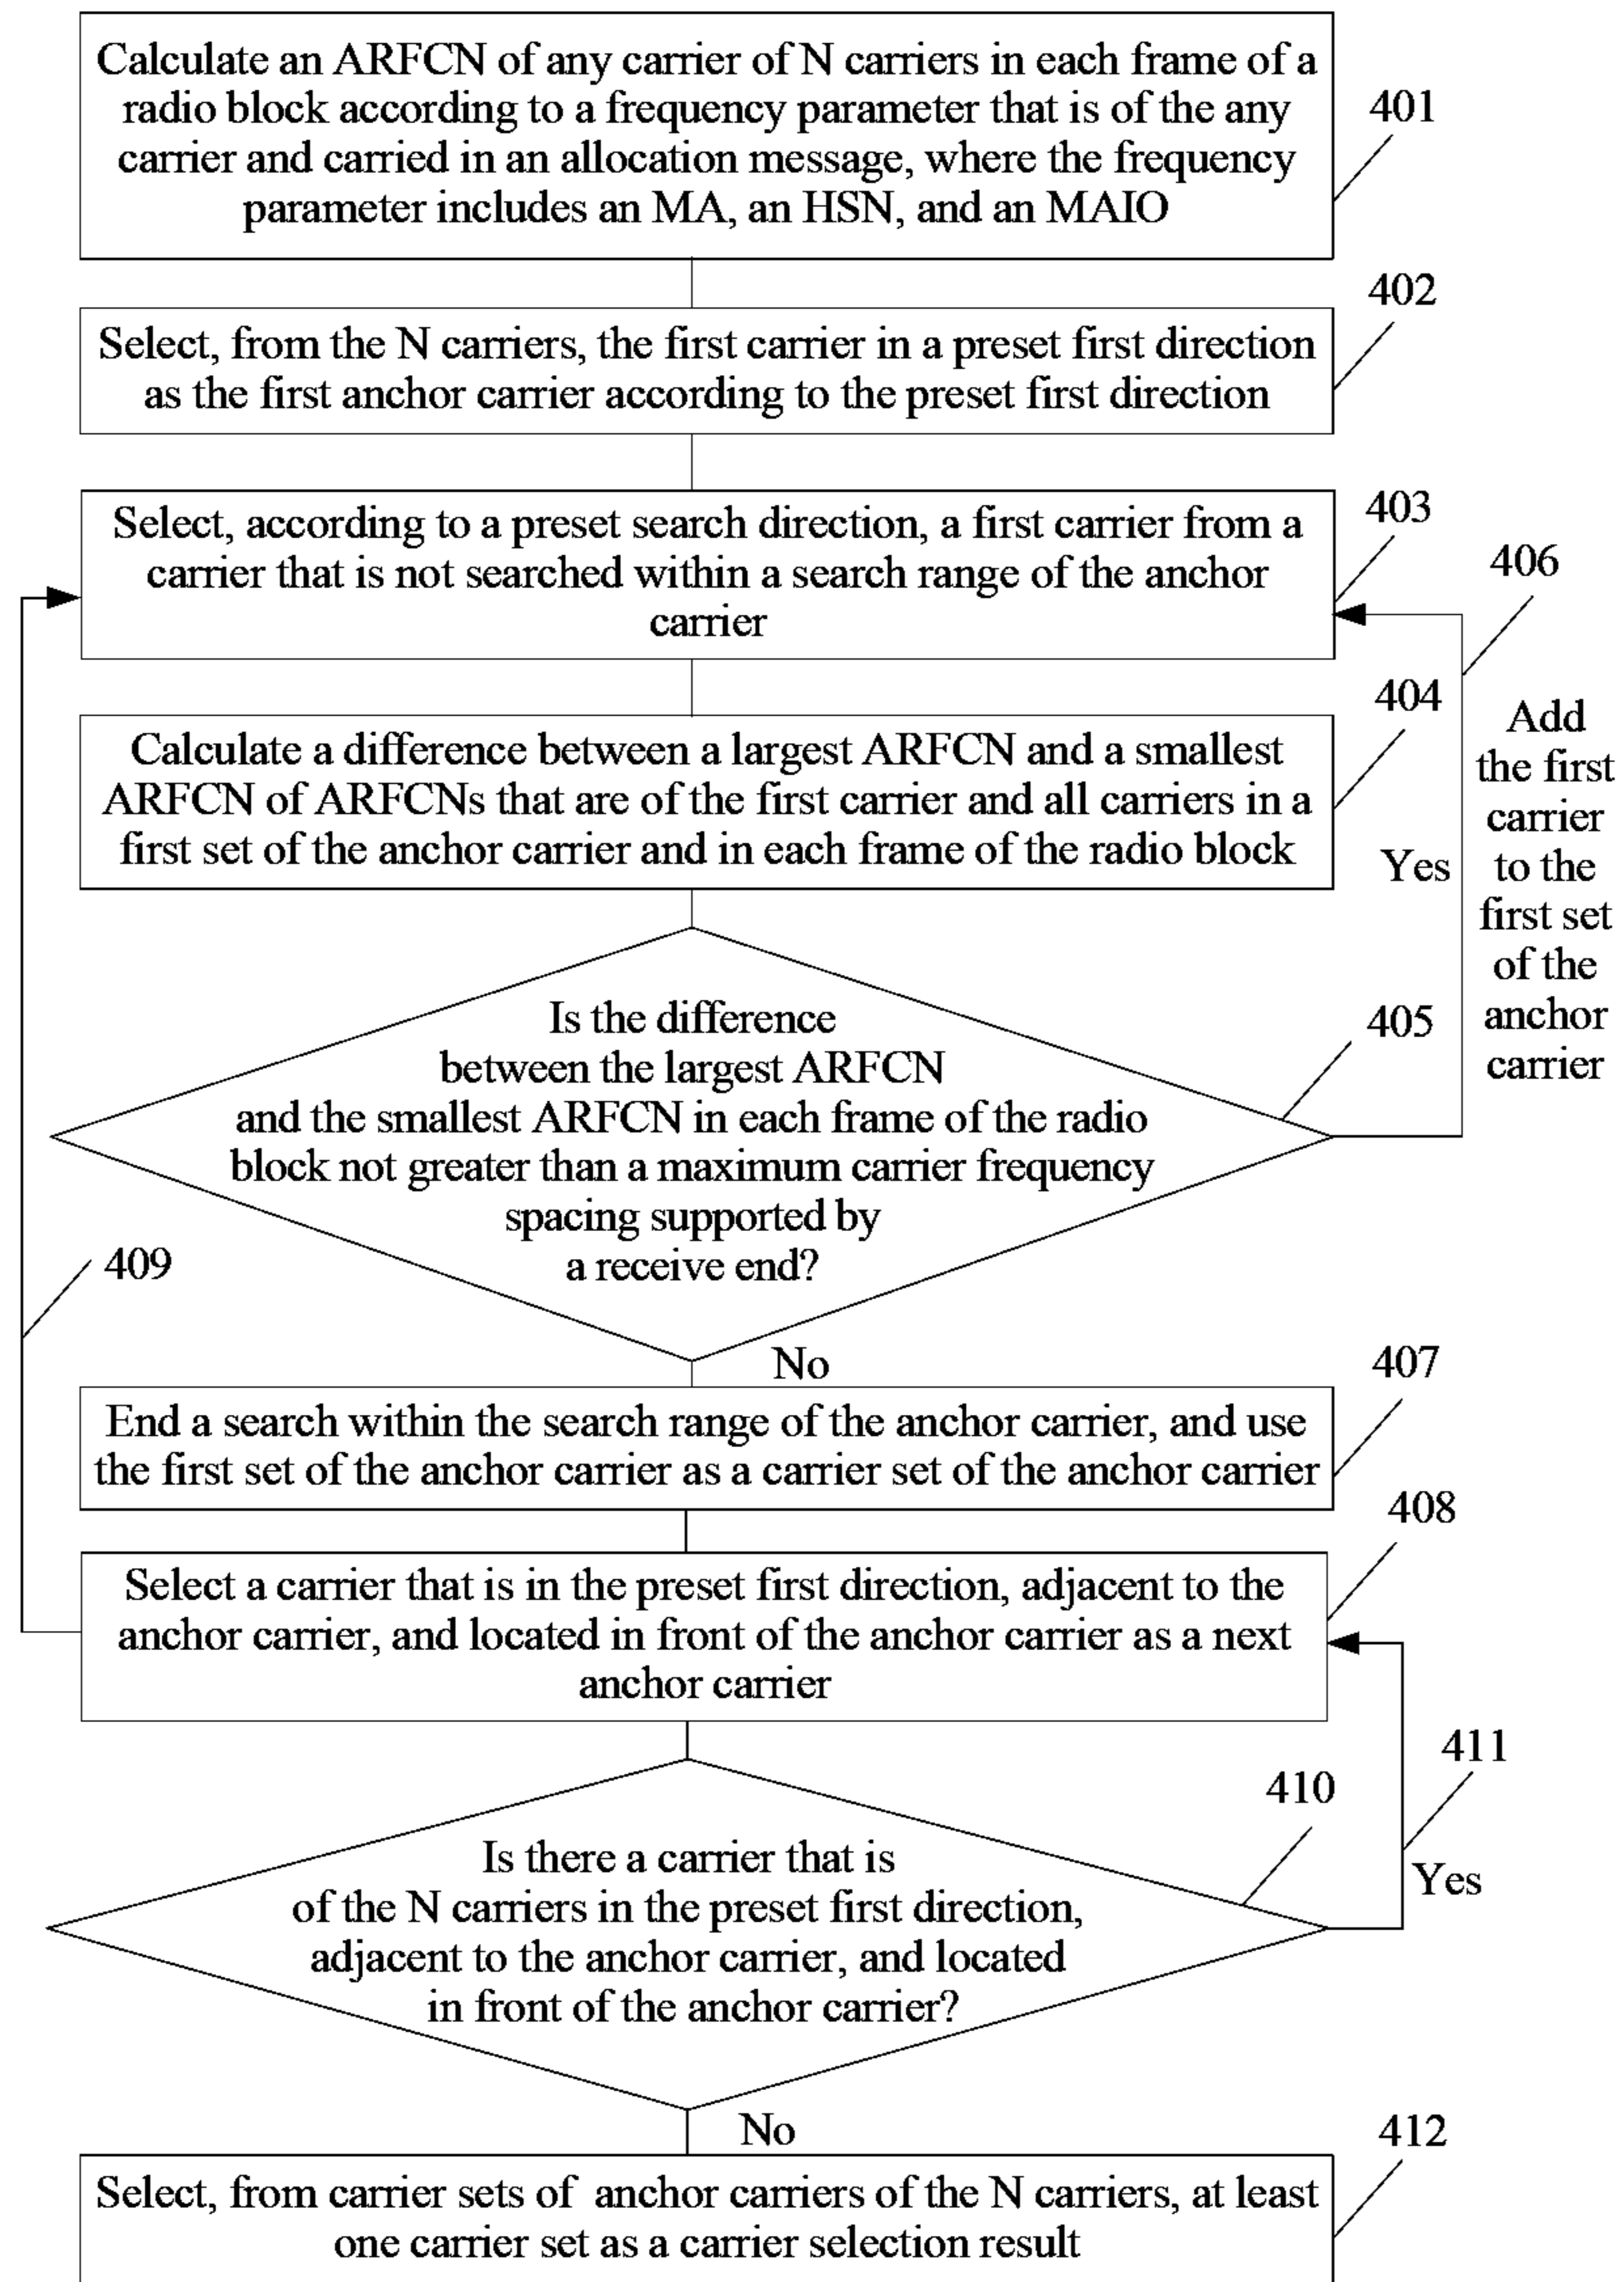 Calculate an ARFCN of any carrier of N carriers in each frame of a
radio block according to a frequency parameter that is of the any
carrier and carried in an allocation message, where the frequency
parameter includes an MA, an HSN, and an MAIO
401
402
Select, from the N carriers, the first carrier in a preset first direction
as the first anchor carrier according to the preset first direction
403
Select, according to a preset search direction, a first carrier from a
carrier that is not searched within a search range of the anchor
carrier
406
404
Calculate a difference between a largest ARFCN and a smallest
ARFCN of ARFCNs that are of the first carrier and all carriers in a
first set of the anchor carrier and in each frame of the radio block
Yes
Add
the first
carrier
to the
first set
of the
anchor
carrier
405
Is the difference
between the largest ARFCN
and the smallest ARFCN in each frame of the radio
block not greater than a maximum carrier frequency
spacing supported by
a receive end?
409
No
407
End a search within the search range of the anchor carrier, and use
the first set of the anchor carrier as a carrier set of the anchor carrier
408
Select a carrier that is in the preset first direction, adjacent to the
anchor carrier, and located in front of the anchor carrier as a next
anchor carrier
411
410
Yes
Is there a carrier that is
of the N carriers in the preset first direction,
adjacent to the anchor carrier, and located
in front of the anchor carrier?
No
412
Select, from carrier sets of anchor carriers of the N carriers, at least
one carrier set as a carrier selection result